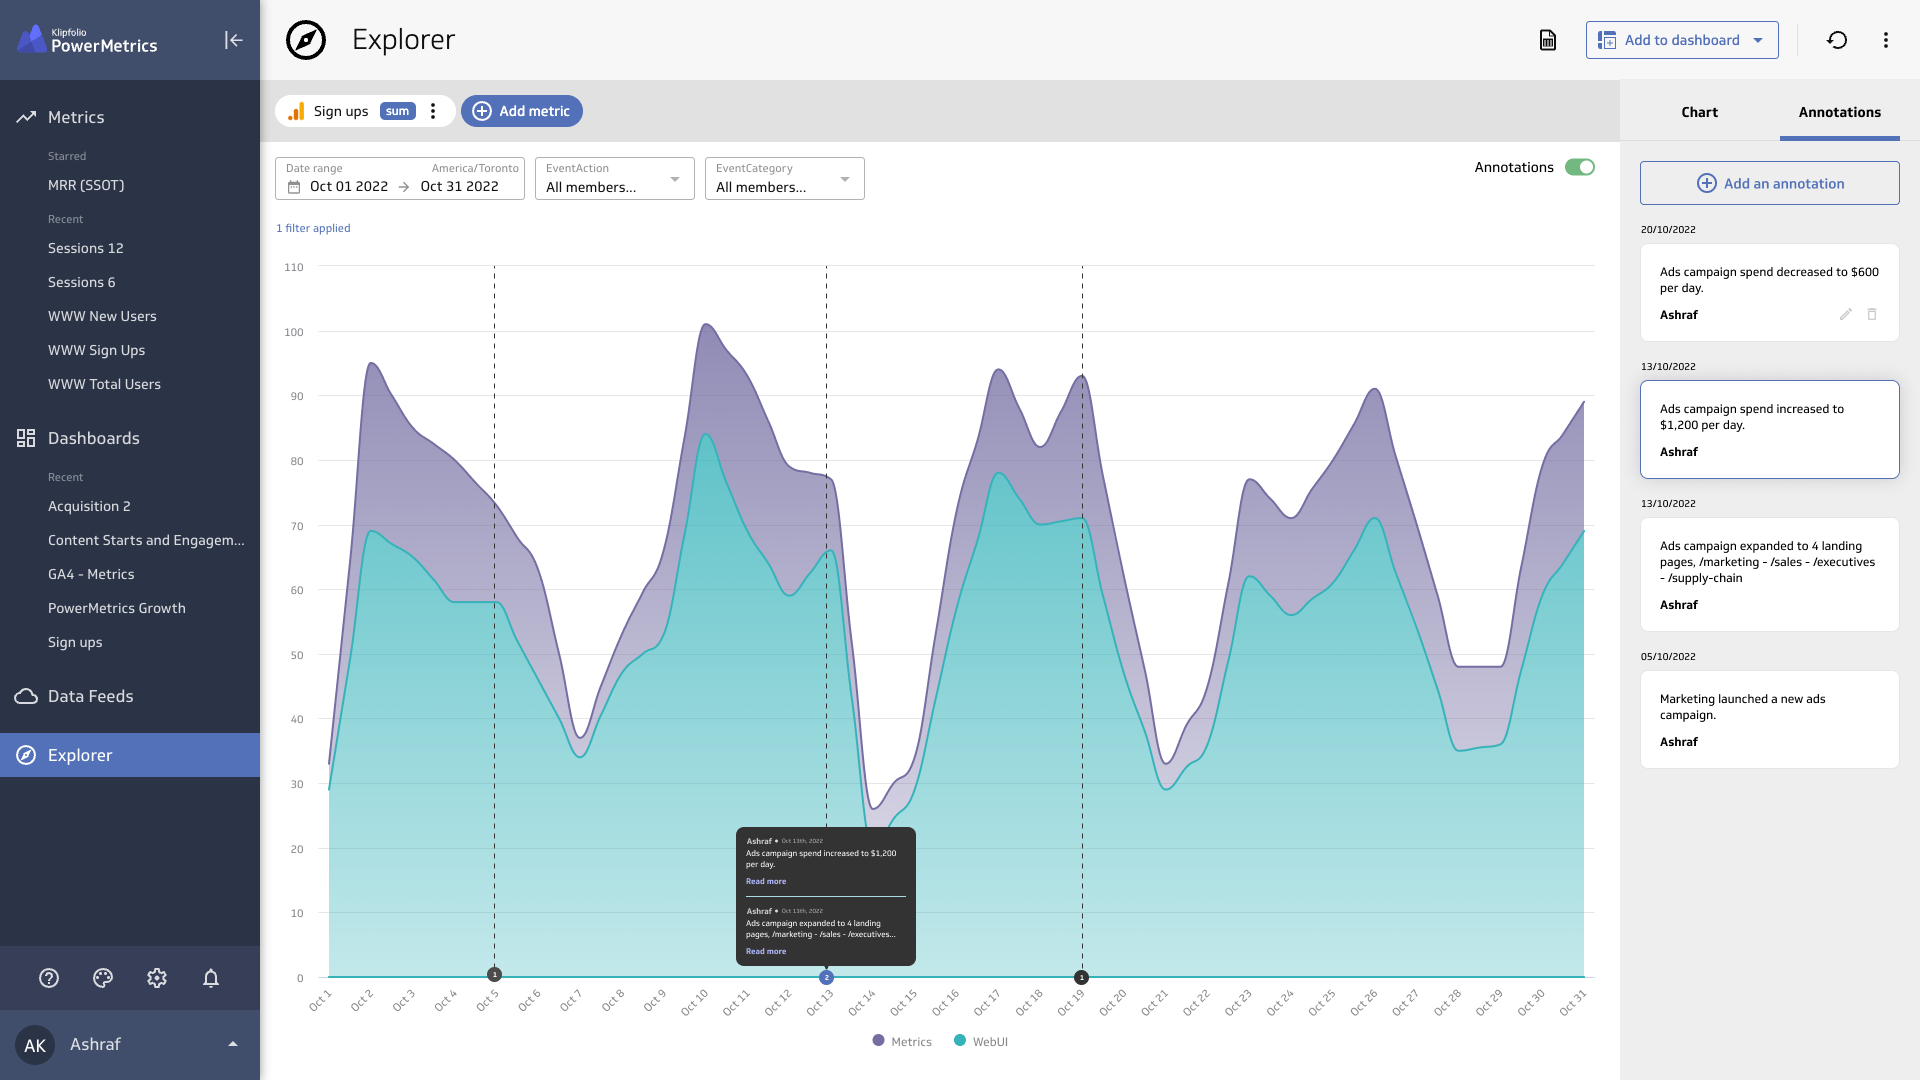 Klipfolio
PowerMetrics
Metrics
Starred
MRR (SSOT)
Recent
Sessions 12
Sessions 6
WWW New Users
WWW Sign Ups
WWW Total Users
Dashboards
Recent
Acquisition 2
Content Starts and Engagem...
GA4 - Metrics
PowerMetrics Growth
Sign ups
Data Feeds
Explorer
AK
Ashraf
Explorer
Add to dashboard
Sign ups sum
Add metric
Date range America/Toronto
Oct 01 2022 → Oct 31 2022
EventAction
All members...
EventCategory
All members...
Annotations
1 filter applied
110
100
90
80
70
60
50
40
30
20
10
0
Ashraf • Oct 13th, 2022
Ads campaign spend increased to $1,200
per day.
Read more
Ashraf • Oct 13th, 2022
Ads campaign expanded to 4 landing
pages, /marketing - /sales - /executives...
Read more
1
2
1
Oct 1
Oct 2
Oct 3
Oct 4
Oct 5
Oct 6
Oct 7
Oct 8
Oct 9
Oct 10
Oct 11
Oct 12
Oct 13
Oct 14
Oct 15
Oct 16
Oct 17
Oct 18
Oct 19
Oct 20
Oct 21
Oct 22
Oct 23
Oct 24
Oct 25
Oct 26
Oct 27
Oct 28
Oct 29
Oct 30
Oct 31
Metrics
WebUI
Chart
Annotations
Add an annotation
20/10/2022
Ads campaign spend decreased to $600
per day.
Ashraf
13/10/2022
Ads campaign spend increased to
$1,200 per day.
Ashraf
13/10/2022
Ads campaign expanded to 4 landing
pages, /marketing - /sales - /executives
- /supply-chain
Ashraf
05/10/2022
Marketing launched a new ads
campaign.
Ashraf